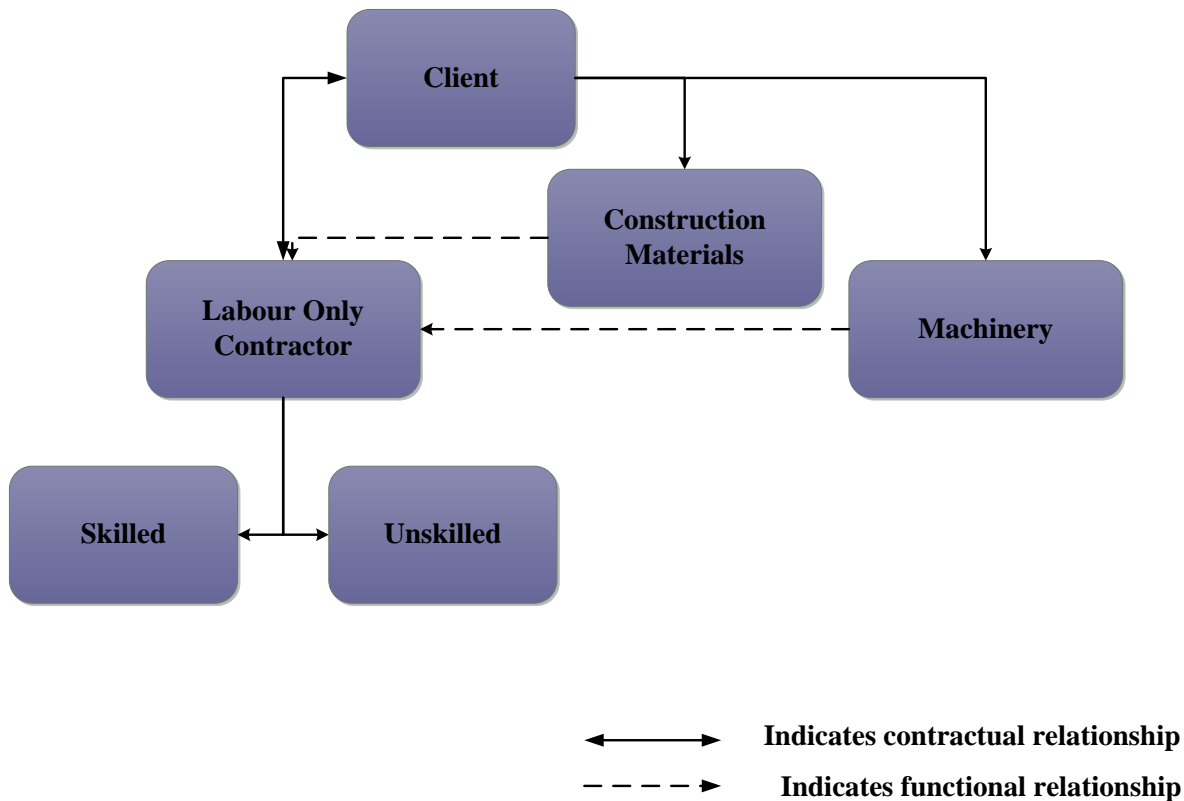 Client
Construction
Materials
Labour Only
Contractor
Machinery
Skilled
Unskilled
Indicates contractual relationship
Indicates functional relationship